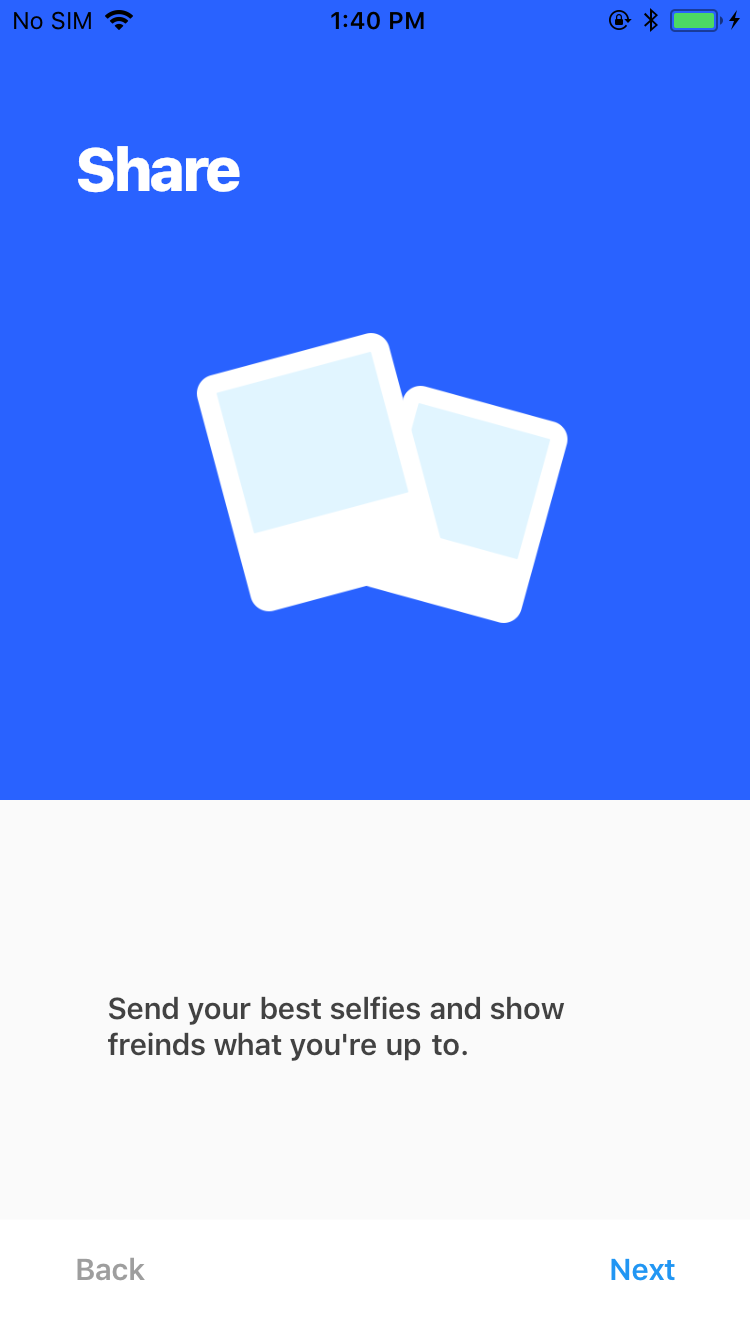 No SIM 1:40 PM
Share
Send your best selfies and show
freinds what you're up to.
Back Next